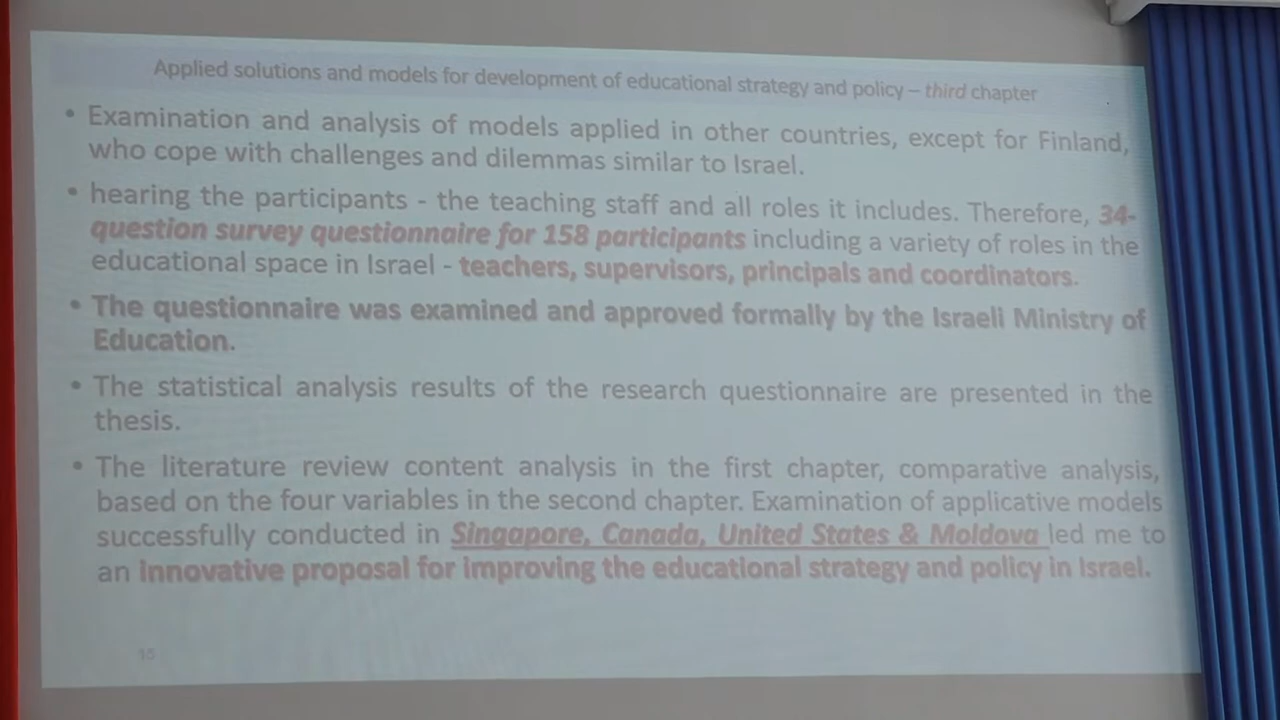 Applied solutions and models for development of educational strategy and policy – third chapter
• Examination and analysis of models applied in other countries, except for Finland,
who cope with challenges and dilemmas similar to Israel.
• hearing the participants - the teaching staff and all roles it includes. Therefore, 34-
question survey questionnaire for 158 participants including a variety of roles in the
educational space in Israel - teachers, supervisors, principals and coordinators.
• The questionnaire was examined and approved formally by the Israeli Ministry of
Education.
• The statistical analysis results of the research questionnaire are presented in the
thesis.
• The literature review content analysis in the first chapter, comparative analysis,
based on the four variables in the second chapter. Examination of applicative models
successfully conducted in Singapore, Canada, United States & Moldova led me to
an innovative proposal for improving the educational strategy and policy in Israel.
15